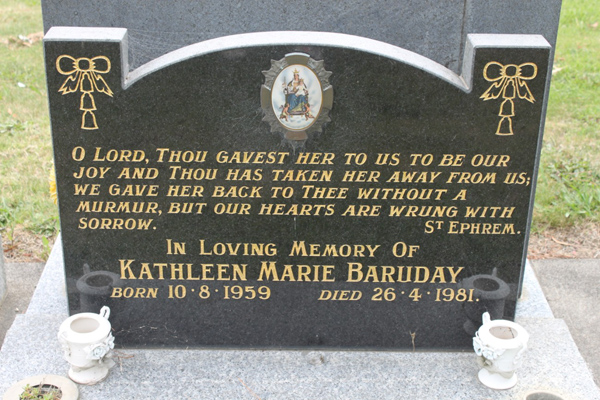 O LORD, THOU GAVEST HER TO US TO BE OUR
JOY AND THOU HAS TAKEN HER AWAY FROM US;
WE GAVE HER BACK TO THEE WITHOUT A
MURMUR, BUT OUR HEARTS ARE WRUNG WITH
SORROW. ST EPHREM.
IN LOVING MEMORY OF
KATHLEEN MARIE BARUDAY
BORN 10·8·1959 DIED 26·4·1981.